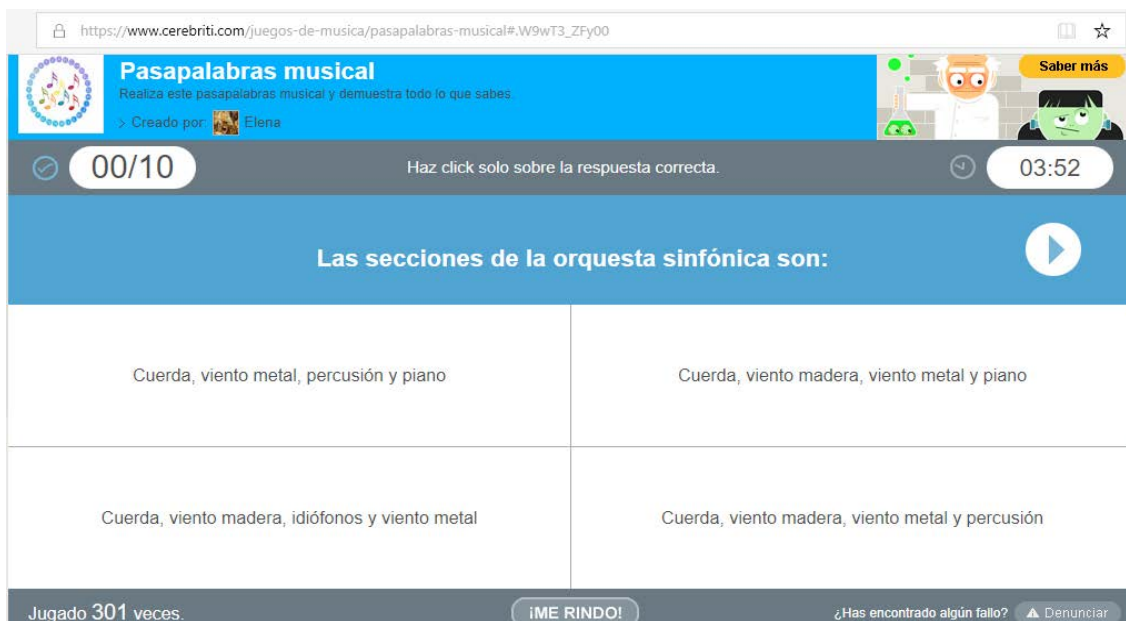 https://www.cerebriti.com/juegos-de-musica/pasapalabras-musical#.W9wT3_ZFy00
Pasapalabras musical
Realiza este pasapalabras musical y demuestra todo lo que sabes.
> Creado por: Elena
Saber más
00/10
Haz click solo sobre la respuesta correcta.
03:52
Las secciones de la orquesta sinfónica son:
Cuerda, viento metal, percusión y piano
Cuerda, viento madera, viento metal y piano
Cuerda, viento madera, idiófonos y viento metal
Cuerda, viento madera, viento metal y percusión
Jugado 301 veces.
¡ME RINDO!
¿Has encontrado algún fallo?
Denunciar